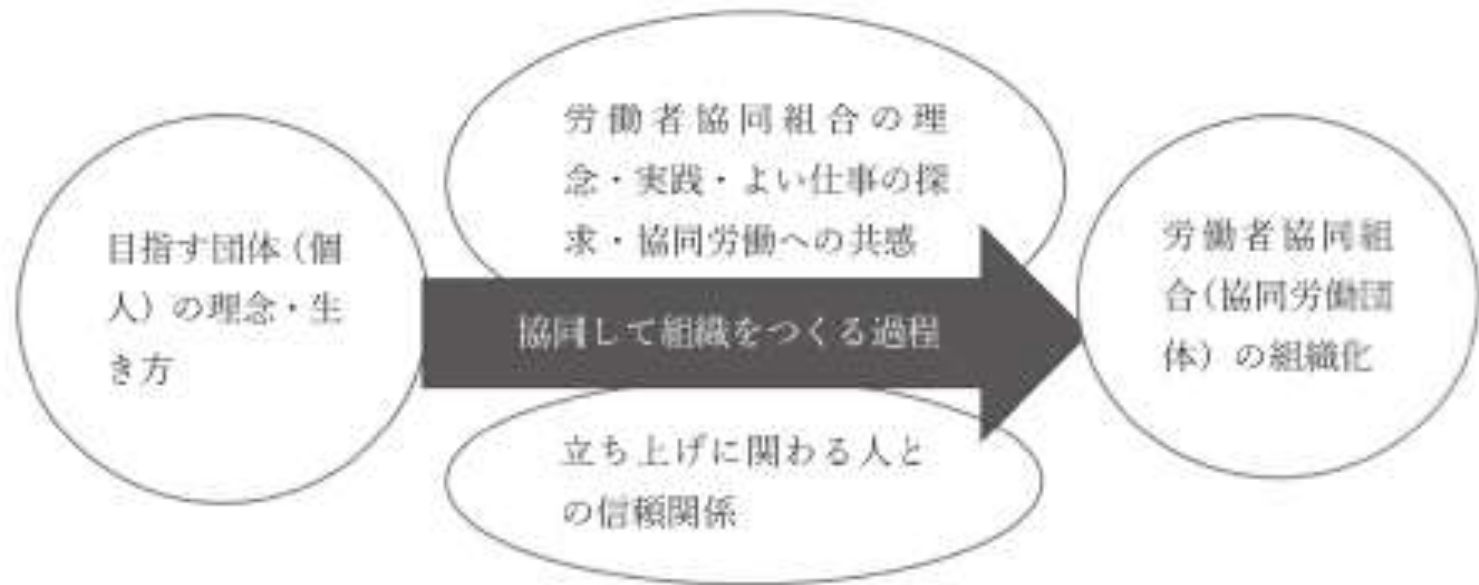 目指す団体（個
人）の理念・生
き方
労働者協同組合の理
念・実践・よい仕事の探
求・協同労働への共感
協同して組織をつくる過程
立ち上げに関わる人と
の信頼関係
労働者協同組
合（協同労働団
体）の組織化